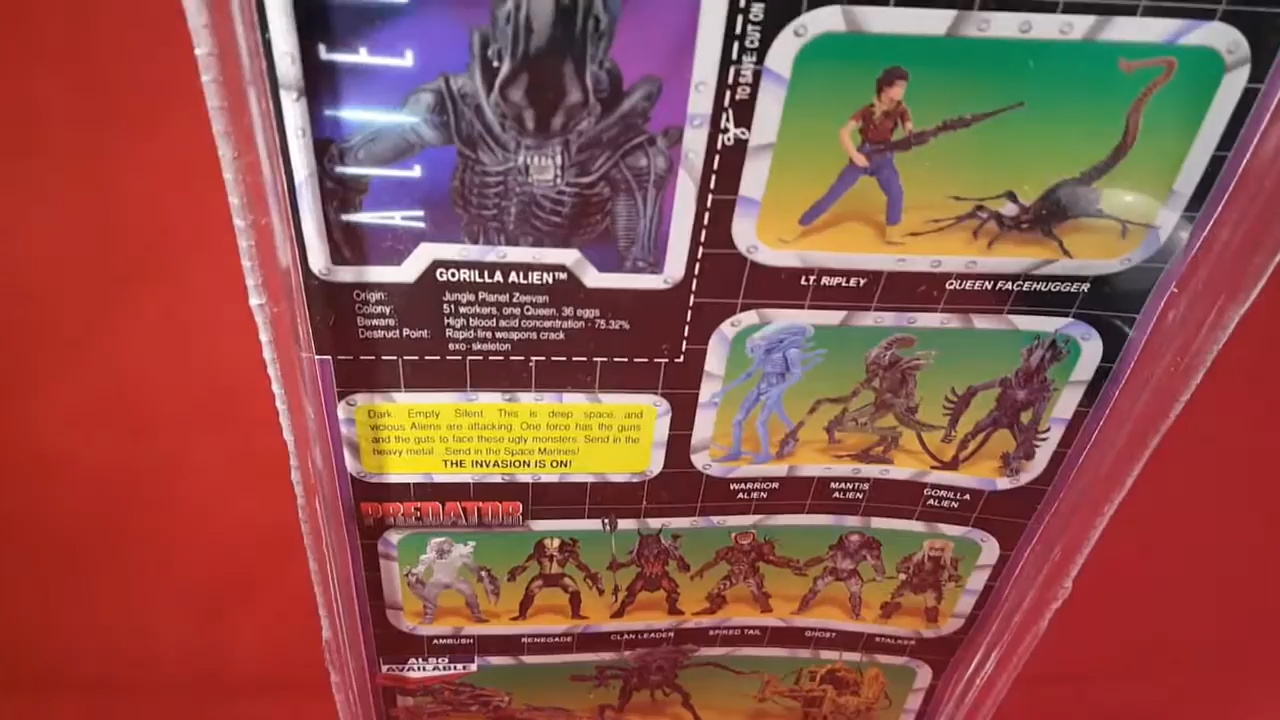 ALIE
TO SAVE: CUT ON
GORILLA ALIEN™
Origin: Jungle Planet Zeevan
Colony: 51 workers, one Queen, 36 eggs
Beware: High blood acid concentration - 75.32%
Destruct Point: Rapid-fire weapons crack
exo-skeleton
LT. RIPLEY
QUEEN FACEHUGGER
Dark. Empty. Silent. This is deep space, and
vicious Aliens are attacking. One force has the guns
and the guts to face these ugly monsters. Send in the
heavy metal...Send in the Space Marines!
THE INVASION IS ON!
WARRIOR
ALIEN
MANTIS
ALIEN
GORILLA
ALIEN
PREDATOR
AMBUSH
RENEGADE
CLAN LEADER
SPIKED TAIL
GHOST
STALKER
ALSO
AVAILABLE